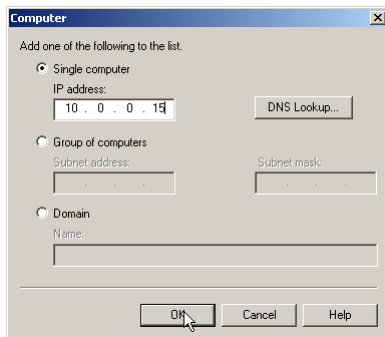 Computer
Add one of the following to the list.
Single computer
IP address:
10 . 0 . 0 . 15
DNS Lookup...
Group of computers
Subnet address: Subnet mask:
. . . . . .
Domain
Name:
OK Cancel Help